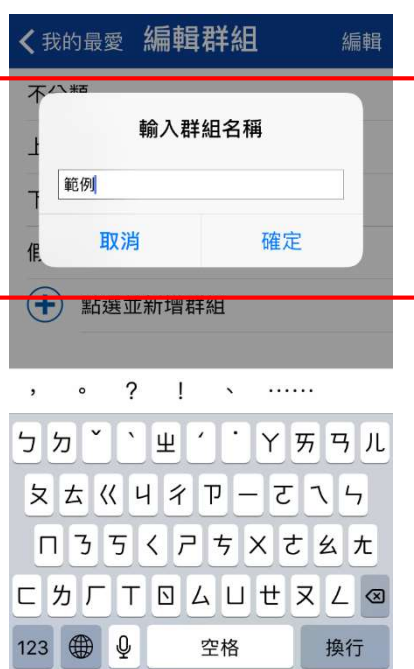 我的最愛 編輯群組 編輯
不分類
輸入群組名稱
上
範例
下
取消 確定
假
點選並新增群組
， 。 ？ ！ 、 ……
ㄅ ㄉ ˇ ˋ ㄓ ˊ ˙ ㄚ ㄞ ㄢ ㄦ
ㄆ ㄊ ㄍ ㄐ ㄔ ㄗ ㄧ ㄛ ㄟ ㄣ
ㄇ ㄋ ㄎ ㄑ ㄕ ㄘ ㄨ ㄜ ㄠ ㄤ
ㄈ ㄌ ㄏ ㄒ ㄖ ㄙ ㄩ ㄝ ㄡ ㄥ
123 空格 換行